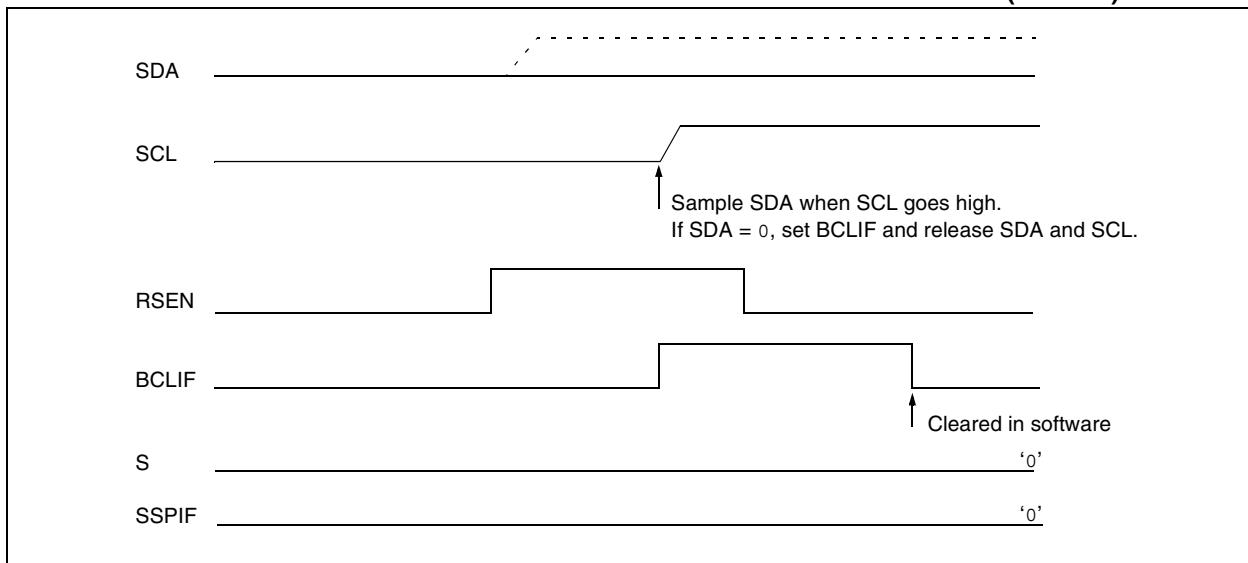 SDA
SCL
Sample SDA when SCL goes high.
If SDA = 0, set BCLIF and release SDA and SCL.
RSEN
BCLIF
Cleared in software
S
‘0’
SSPIF
‘0’